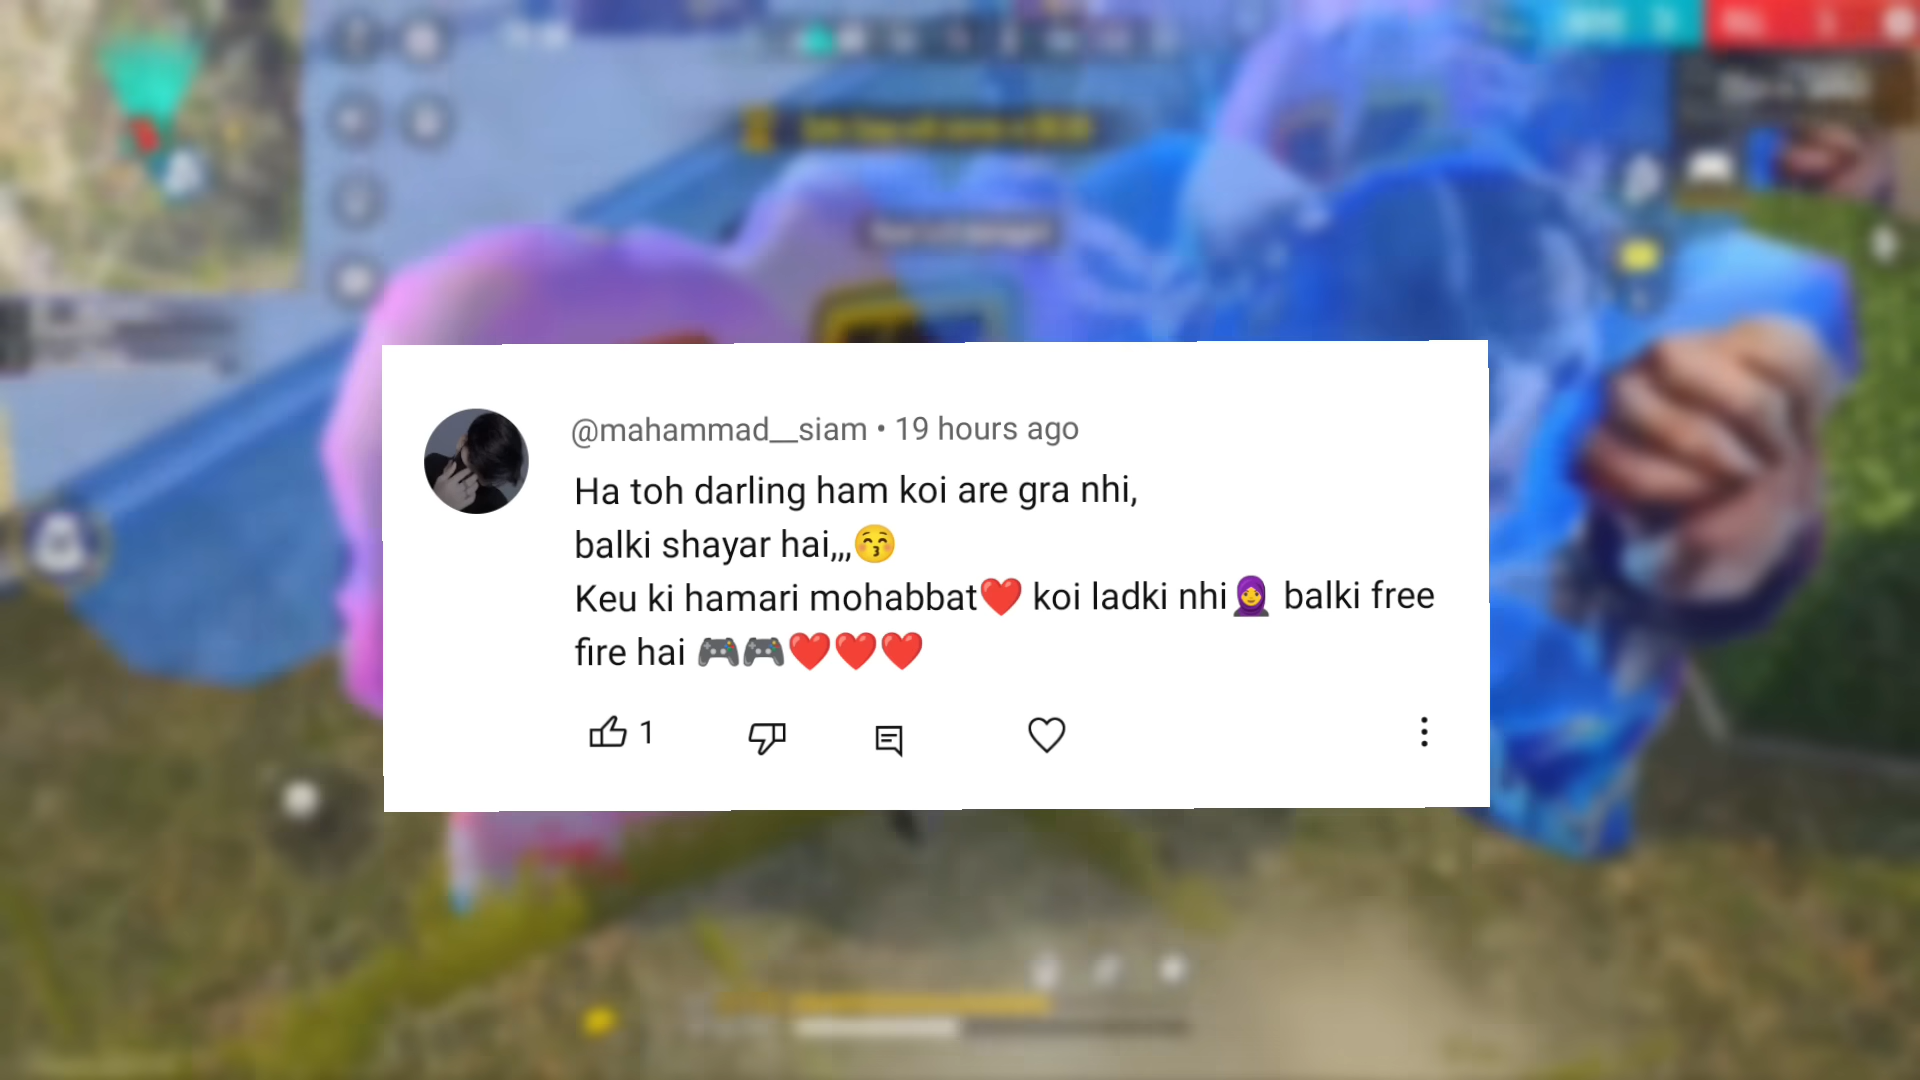 @mahammad__siam • 19 hours ago
Ha toh darling ham koi are gra nhi,
balki shayar hai,,,😚
Keu ki hamari mohabbat❤️ koi ladki nhi🧕 balki free
fire hai 🎮🎮❤️❤️❤️
1